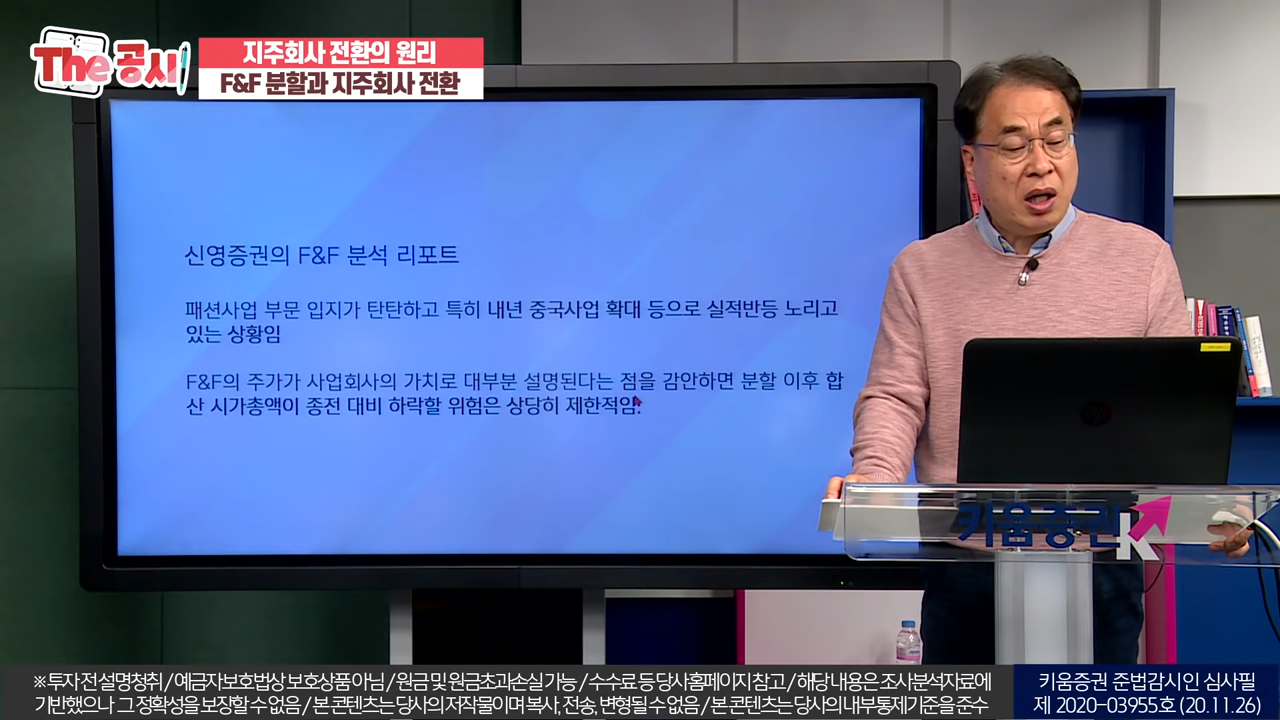 The 공시
지주회사 전환의 원리
F&F 분할과 지주회사 전환
신영증권의 F&F 분석 리포트
패션사업 부문 입지가 탄탄하고 특히 내년 중국사업 확대 등으로 실적반등 노리고
있는 상황임
F&F의 주가가 사업회사의 가치로 대부분 설명된다는 점을 감안하면 분할 이후 합
산 시가총액이 종전 대비 하락할 위험은 상당히 제한적임.
키움증권
※ 투자 전 설명청취 / 예금자보호법상 보호상품 아님 / 원금 및 원금초과손실 가능 / 수수료 등 당사홈페이지 참고 / 해당 내용은 조사분석자료에
기반했으나 그 정확성을 보장할 수 없음 / 본 콘텐츠는 당사의 저작물이며 복사, 전송, 변형될 수 없음 / 본 콘텐츠는 당사의 내부통제기준을 준수
키움증권 준법감시인 심사필
제 2020-03955호 (20.11.26)